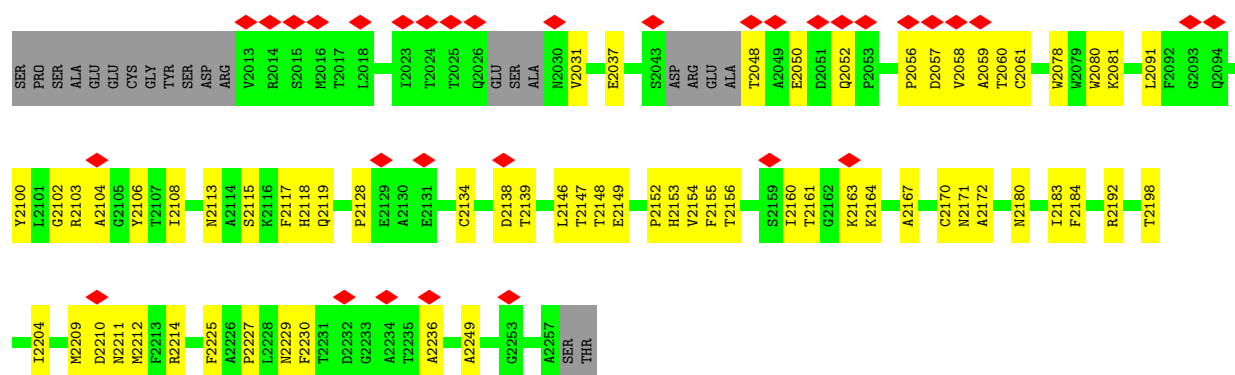 SER PRO SER ALA GLU GLU CYS GLY TYR SER ASP ARG V2013 R2014 S2015 M2016 T2017 L2018 I2023 T2024 T2025 Q2026 GLU SER ALA N2030 V2031 E2037 S2043 ASP ARG GLU ALA T2048 A2049 E2050 D2051 Q2052 P2053 P2056 D2057 V2058 A2059 T2060 C2061 W2078 W2079 W2080 K2081 L2091 F2092 G2093 Q2094
Y2100 L2101 G2102 R2103 A2104 G2105 Y2106 T2107 I2108 N2113 A2114 S2115 K2116 F2117 H2118 Q2119 P2128 E2129 A2130 E2131 C2134 D2138 T2139 L2146 T2147 T2148 E2149 P2152 H2153 V2154 F2155 T2156 S2159 I2160 T2161 G2162 K2163 K2164 A2167 C2170 N2171 A2172 N2180 I2183 F2184 R2192 T2198
I2204 M2209 D2210 N2211 M2212 F2213 R2214 F2225 A2226 P2227 L2228 N2229 F2230 T2231 D2232 G2233 A2234 T2235 A2236 A2249 G2253 A2257 SER THR